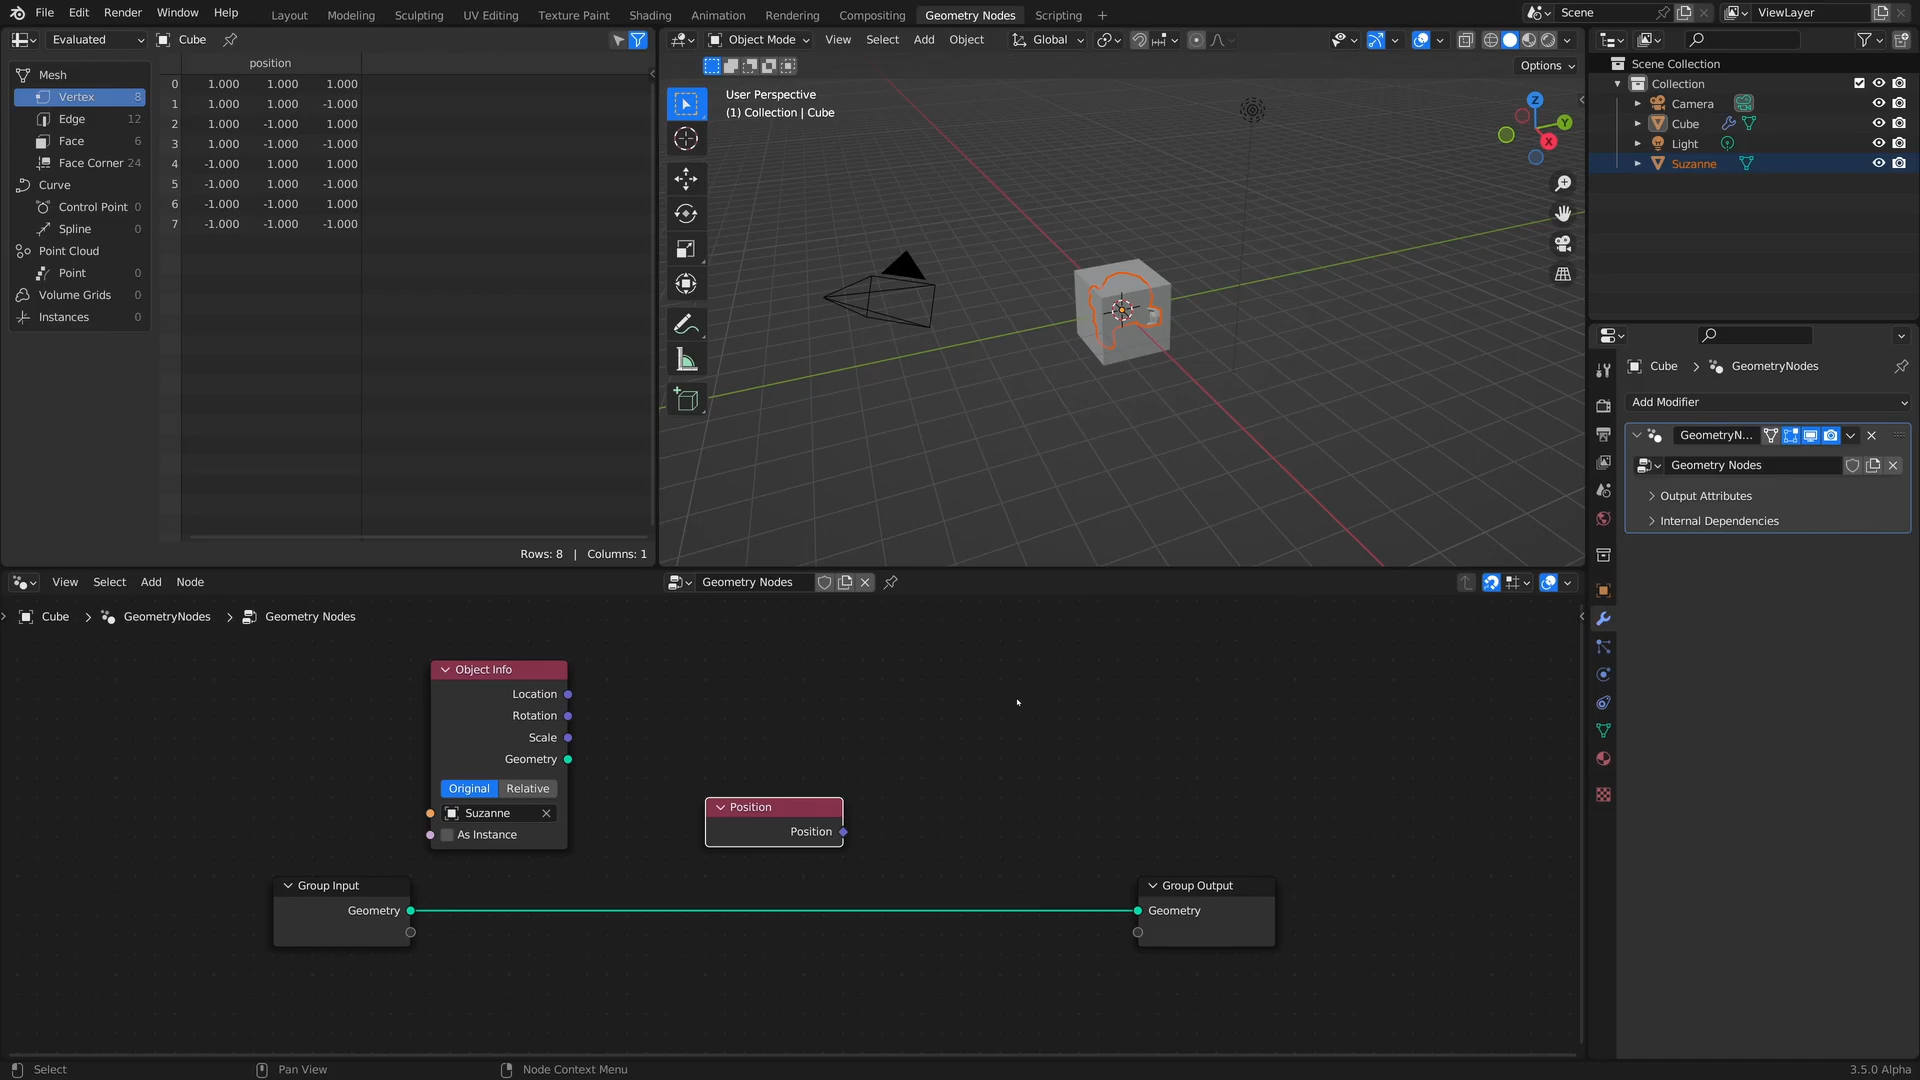 File Edit Render Window Help Layout Modeling Sculpting UV Editing Texture Paint Shading Animation Rendering Compositing Geometry Nodes Scripting + Scene ViewLayer
Evaluated Cube
position
Mesh
Vertex 8
Edge 12
Face 6
Face Corner 24
Curve
Control Point 0
Spline 0
Point Cloud
Point 0
Volume Grids 0
Instances 0
0 1.000 1.000 1.000
1 1.000 1.000 -1.000
2 1.000 -1.000 1.000
3 1.000 -1.000 -1.000
4 -1.000 1.000 1.000
5 -1.000 1.000 -1.000
6 -1.000 -1.000 1.000
7 -1.000 -1.000 -1.000
Rows: 8 | Columns: 1
Object Mode View Select Add Object Global
Options
User Perspective
(1) Collection | Cube
Z
Y
X
Scene Collection
Collection
Camera
Cube
Light
Suzanne
Cube > GeometryNodes
Add Modifier
GeometryN...
Geometry Nodes
Output Attributes
Internal Dependencies
View Select Add Node Geometry Nodes
Cube > GeometryNodes > Geometry Nodes
Object Info
Location
Rotation
Scale
Geometry
Original Relative
Suzanne
As Instance
Position
Position
Group Input
Geometry
Group Output
Geometry
Select Pan View Node Context Menu 3.5.0 Alpha